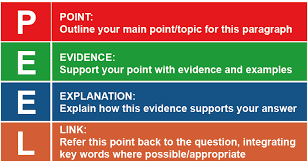 P
POINT:
Outline your main point/topic for this paragraph
E
EVIDENCE:
Support your point with evidence and examples
E
EXPLANATION:
Explain how this evidence supports your answer
L
LINK:
Refer this point back to the question, integrating
key words where possible/appropriate